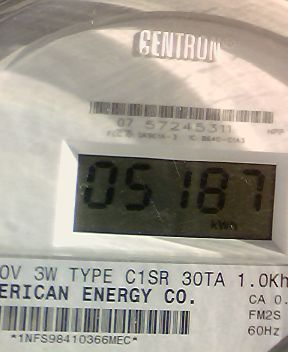 CENTRON®
07 57245311 HPP
05187
kWh
0V 3W TYPE C1SR 30TA 1.0Kh
ERICAN ENERGY CO. CA 0.
FM2S
*1NFS98410366MEC* 60Hz